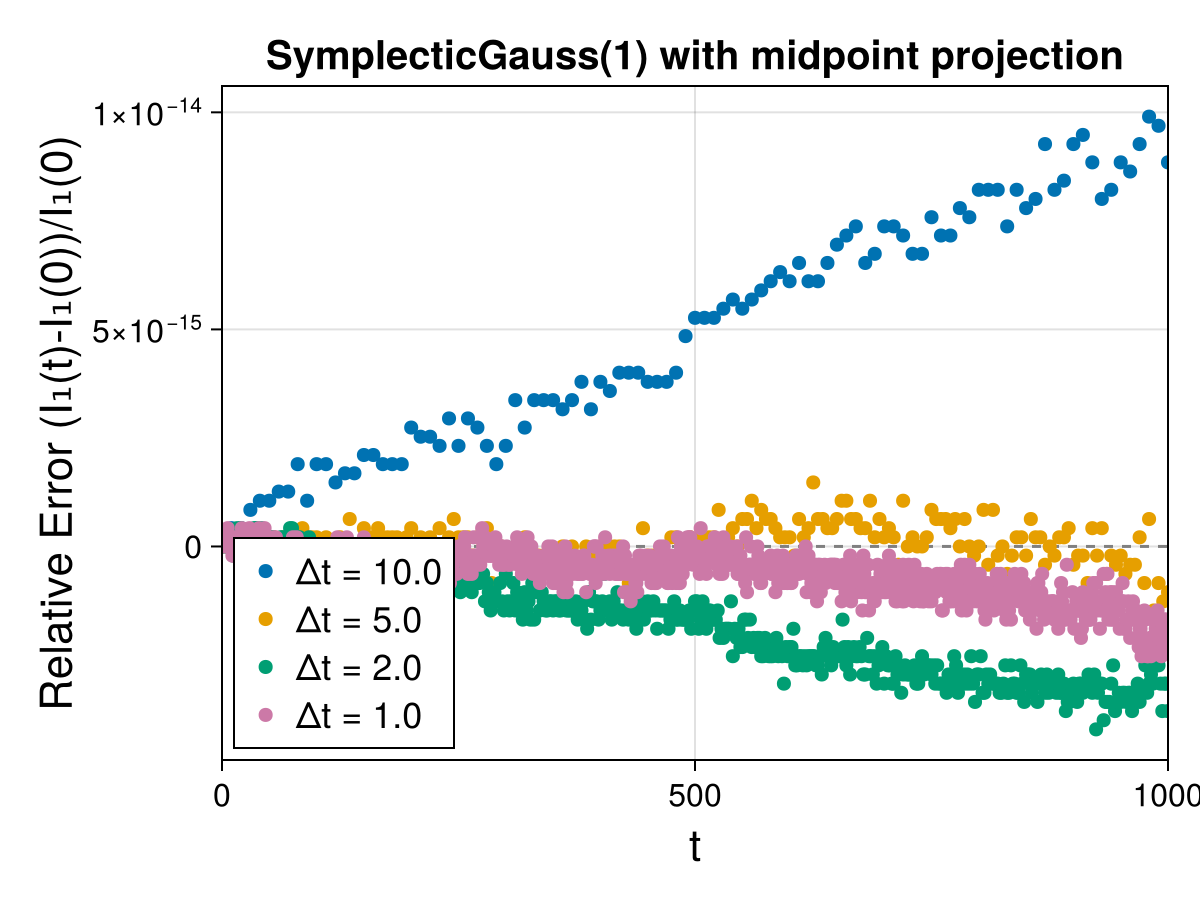 SymplecticGauss(1) with midpoint projection
Relative Error (I₁(t)-I₁(0))/I₁(0)
1×10⁻¹⁴
5×10⁻¹⁵
0
Δt = 10.0
Δt = 5.0
Δt = 2.0
Δt = 1.0
0
500
1000
t